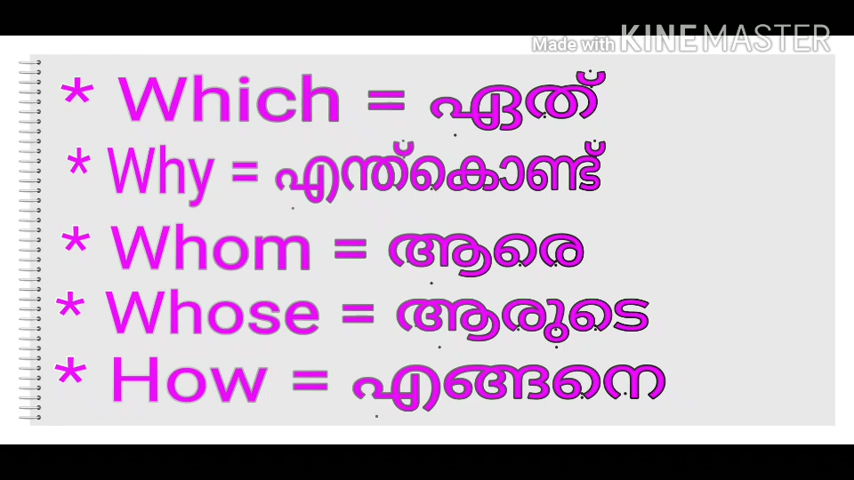 Made with KINEMASTER
* Which = ഏത്
* Why = എന്ത്കൊണ്ട്
* Whom = ആരെ
* Whose = ആരുടെ
* How = എങ്ങനെ